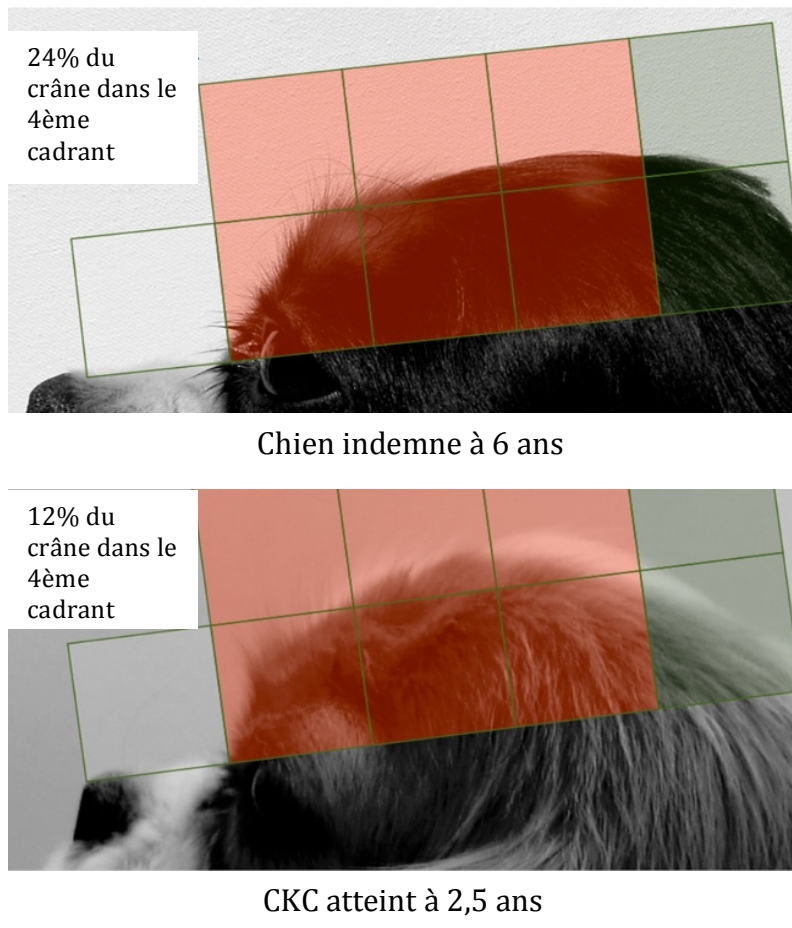 24% du
crâne dans le
4ème
cadrant
Chien indemne à 6 ans
12% du
crâne dans le
4ème
cadrant
CKC atteint à 2,5 ans